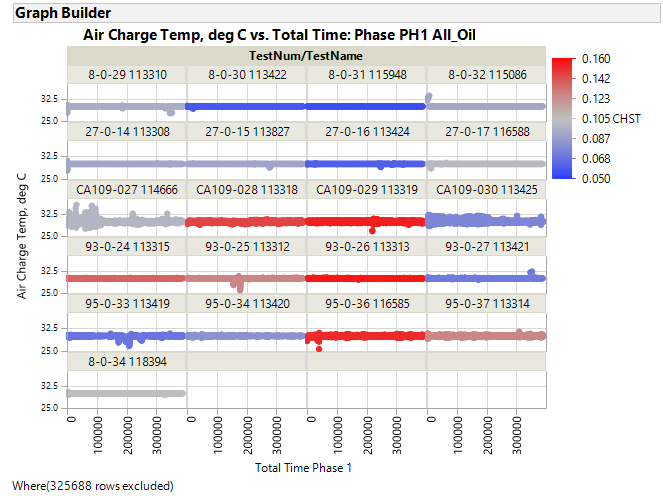 Graph Builder
Air Charge Temp, deg C vs. Total Time: Phase PH1 All_Oil
TestNum/TestName
8-0-29 113310 8-0-30 113422 8-0-31 115948 8-0-32 115086
32.5
25.0
27-0-14 113308 27-0-15 113827 27-0-16 113424 27-0-17 116588
32.5
25.0
CA109-027 114666 CA109-028 113318 CA109-029 113319 CA109-030 113425
32.5
25.0
93-0-24 113315 93-0-25 113312 93-0-26 113313 93-0-27 113421
32.5
25.0
95-0-33 113419 95-0-34 113420 95-0-36 116585 95-0-37 113314
32.5
25.0
8-0-34 118394
32.5
25.0
Air Charge Temp, deg C
0 100000 200000 300000 0 100000 200000 300000 0 100000 200000 300000 0 100000 200000 300000
Total Time Phase 1
0.160
0.142
0.123
0.105 CHST
0.087
0.068
0.050
Where(325688 rows excluded)